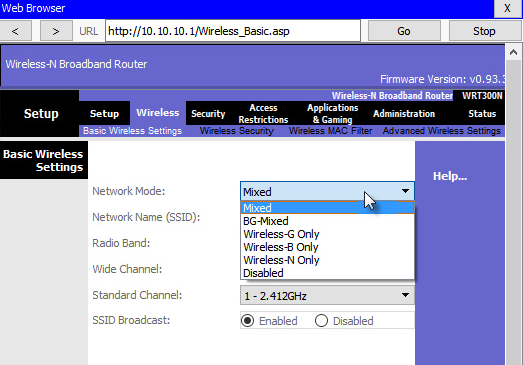 Web Browser X
< > URL http://10.10.10.1/Wireless_Basic.asp Go Stop
Wireless-N Broadband Router
Firmware Version: v0.93.3
Wireless-N Broadband Router WRT300N
Setup Setup Wireless Security Access Restrictions Applications & Gaming Administration Status
Basic Wireless Settings Wireless Security Wireless MAC Filter Advanced Wireless Settings
Basic Wireless
Settings
Help...
Network Mode: Mixed
Mixed
Network Name (SSID): BG-Mixed
Wireless-G Only
Radio Band: Wireless-B Only
Wide Channel: Wireless-N Only
Disabled
Standard Channel: 1 - 2.412GHz
SSID Broadcast: Enabled Disabled